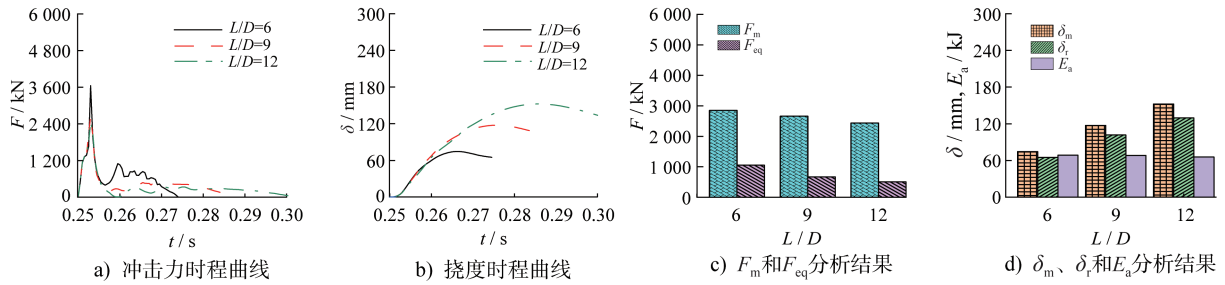 6 000
4 800
3 600
2 400
1 200
0
F / kN
L/D=6
L/D=9
L/D=12
0.25 0.26 0.27 0.28 0.29 0.30
t / s
a) 冲击力时程曲线
300
240
180
120
60
0
δ / mm
L/D=6
L/D=9
L/D=12
0.25 0.26 0.27 0.28 0.29 0.30
t / s
b) 挠度时程曲线
6 000
5 000
4 000
3 000
2 000
1 000
0
F / kN
Fm
Feq
6 9 12
L / D
c) Fm和Feq分析结果
300
240
180
120
60
0
δ / mm, Ea / kJ
δm
δr
Ea
6 9 12
L / D
d) δm、δr和Ea分析结果